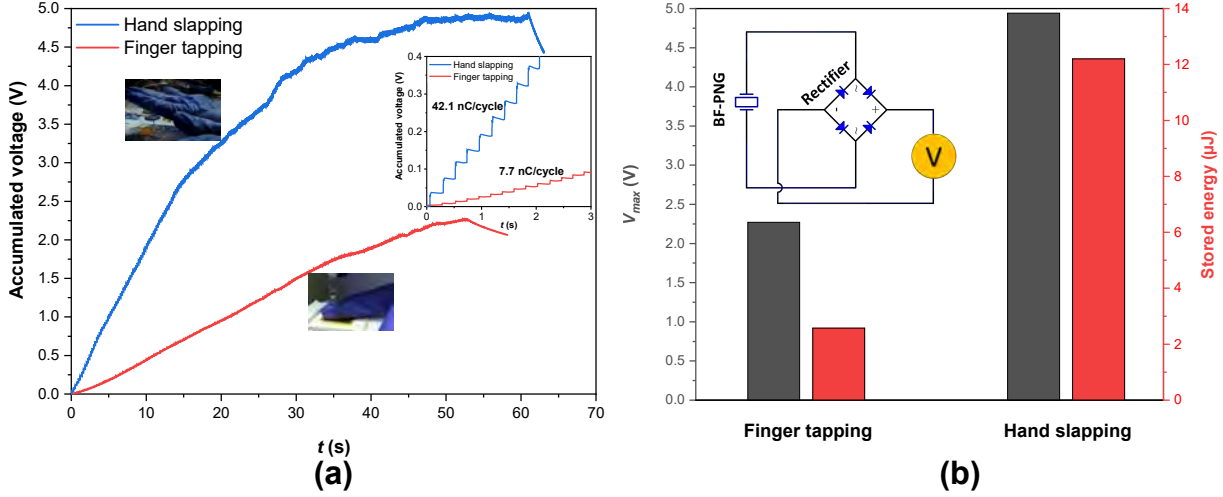 Accumulated voltage (V)
5.0
4.5
4.0
3.5
3.0
2.5
2.0
1.5
1.0
0.5
0.0
0
10
20
30
40
50
60
70
t (s)
Hand slapping
Finger tapping
Accumulated voltage (V)
0.4
0.3
0.2
0.1
0.0
0
1
2
3
t (s)
Hand slapping
Finger tapping
42.1 nC/cycle
7.7 nC/cycle
(a)
Vmax (V)
5.0
4.5
4.0
3.5
3.0
2.5
2.0
1.5
1.0
0.5
0.0
BF-PNG
Rectifier
~
-
+
~
V
Finger tapping
Hand slapping
14
12
10
8
6
4
2
0
Stored energy (µJ)
(b)